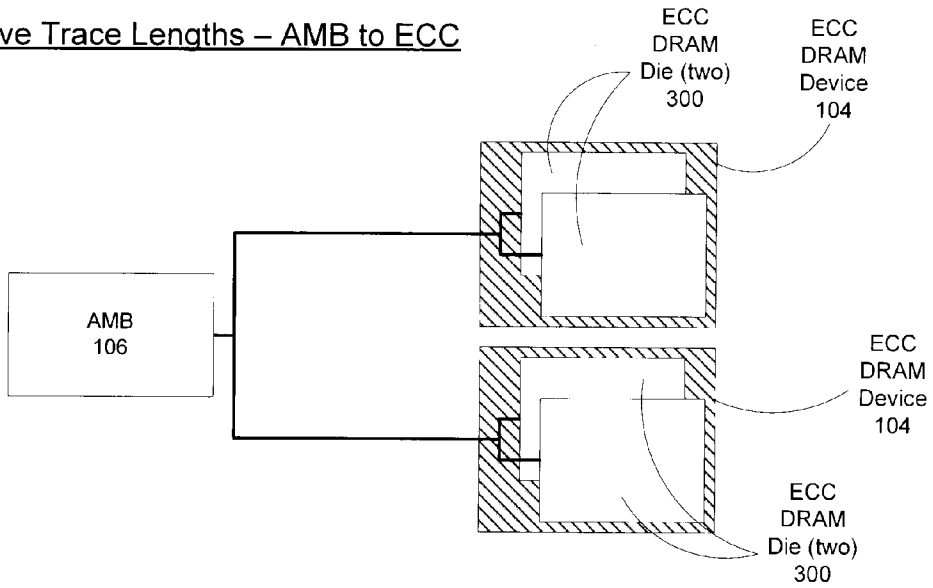 ve Trace Lengths – AMB to ECC
ECC
DRAM
Die (two)
300
ECC
DRAM
Device
104
AMB
106
ECC
DRAM
Device
104
ECC
DRAM
Die (two)
300